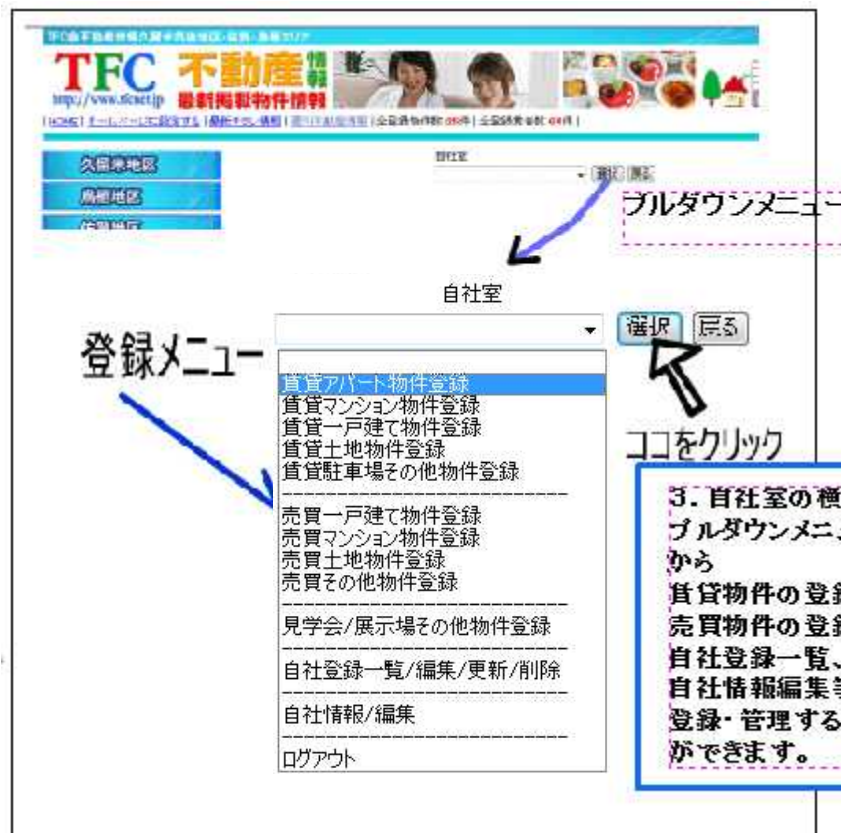 TFC 不動産情報
http://www.tfcnet.jp 最新掲載物件情報
久留米地区
自社室
選択 戻る
鳥栖地区
プルダウンメニュー
自社室
選択 戻る
登録メニュー
賃貸アパート物件登録
賃貸マンション物件登録
賃貸一戸建て物件登録
賃貸土地物件登録
賃貸駐車場その他物件登録
ココをクリック
売買一戸建て物件登録
売買マンション物件登録
売買土地物件登録
売買その他物件登録
見学会/展示場その他物件登録
自社登録一覧/編集/更新/削除
自社情報/編集
ログアウト
3. 自社室の横
プルダウンメニュ
から
賃貸物件の登録
売買物件の登録
自社登録一覧、
自社情報編集等
登録・管理する
ができます。